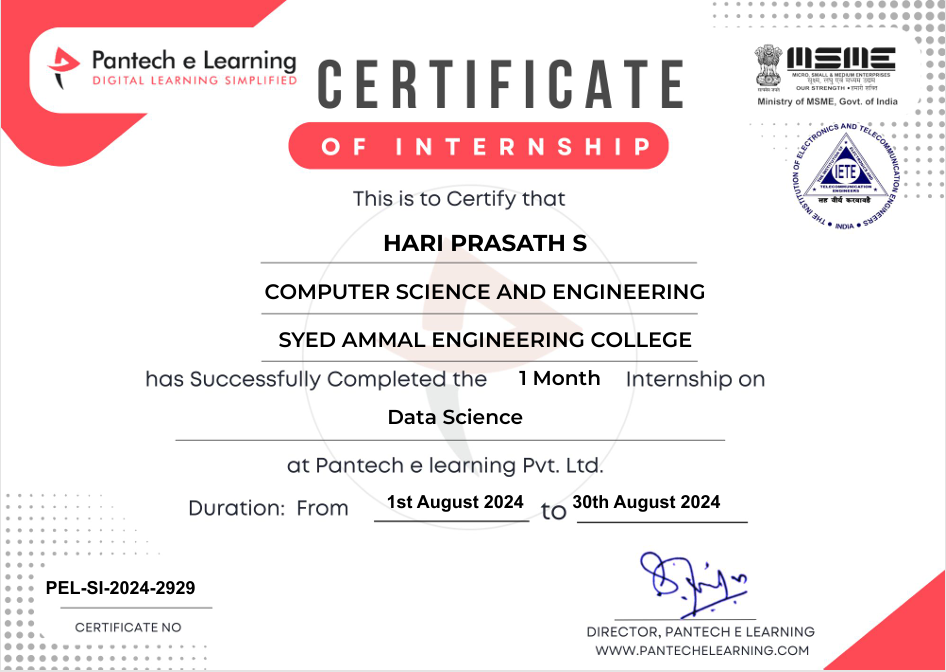 Pantech e Learning
DIGITAL LEARNING SIMPLIFIED
CERTIFICATE
OF INTERNSHIP
MSME
MICRO, SMALL & MEDIUM ENTERPRISES
सूक्ष्म, लघु एवं मध्यम उद्यम
OUR STRENGTH • हमारी शक्ति
सत्यमेव जयते
Ministry of MSME, Govt. of India
THE INSTITUTION OF ELECTRONICS AND TELECOMMUNICATION ENGINEERS
INDIA
IETE
TELECOMMUNICATION
ENGINEERS
This is to Certify that
HARI PRASATH S
COMPUTER SCIENCE AND ENGINEERING
SYED AMMAL ENGINEERING COLLEGE
has Successfully Completed the 1 Month Internship on
Data Science
at Pantech e learning Pvt. Ltd.
Duration: From 1st August 2024 to 30th August 2024
PEL-SI-2024-2929
CERTIFICATE NO
DIRECTOR, PANTECH E LEARNING
WWW.PANTECHELEARNING.COM